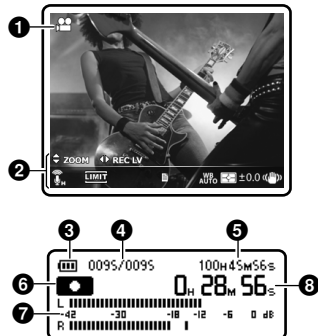 1
ZOOM REC LV
2
H LIMIT WB AUTO ±0.0
3 4 5
0095/0095 100H45M56S
6
0H 28M 56S 8
L
7 -42 -30 -18 -12 -6 0 dB
R